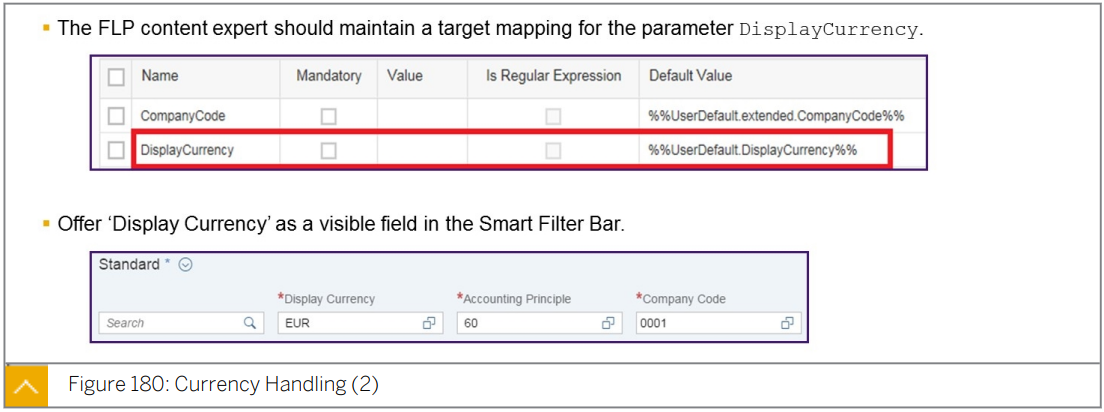 The FLP content expert should maintain a target mapping for the parameter DisplayCurrency.
Name Mandatory Value Is Regular Expression Default Value
CompanyCode %%UserDefault.extended.CompanyCode%%
DisplayCurrency %%UserDefault.DisplayCurrency%%
Offer ‘Display Currency’ as a visible field in the Smart Filter Bar.
Standard *
*Display Currency *Accounting Principle *Company Code
Search EUR 60 0001
Figure 180: Currency Handling (2)